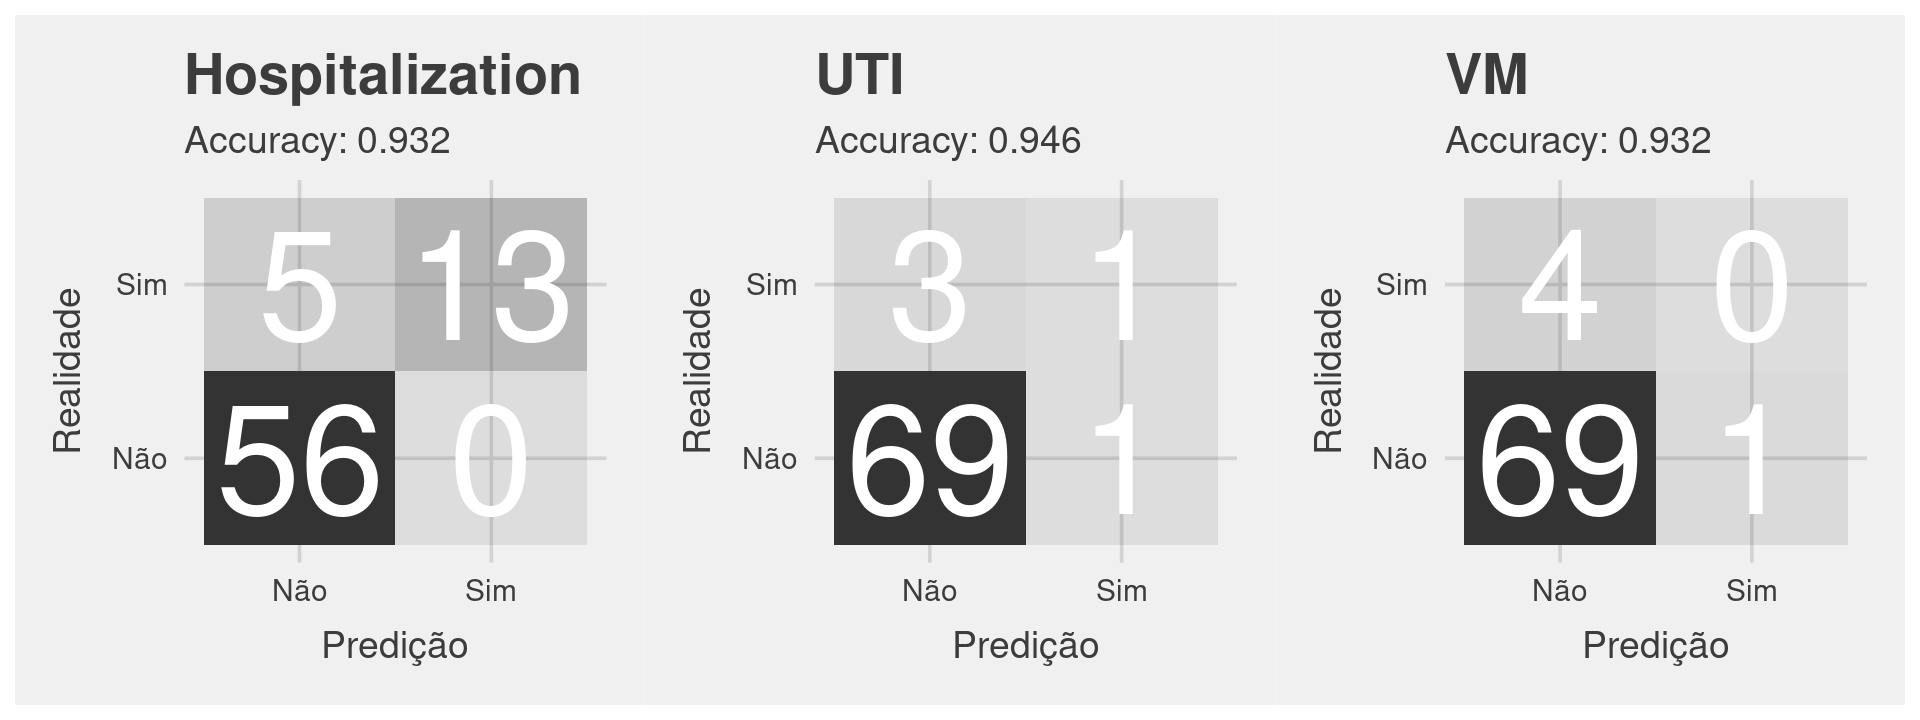 Hospitalization
Accuracy: 0.932
Realidade
Sim
5 13
Não
56 0
Não Sim
Predição
UTI
Accuracy: 0.946
Realidade
Sim
3 1
Não
69 1
Não Sim
Predição
VM
Accuracy: 0.932
Realidade
Sim
4 0
Não
69 1
Não Sim
Predição